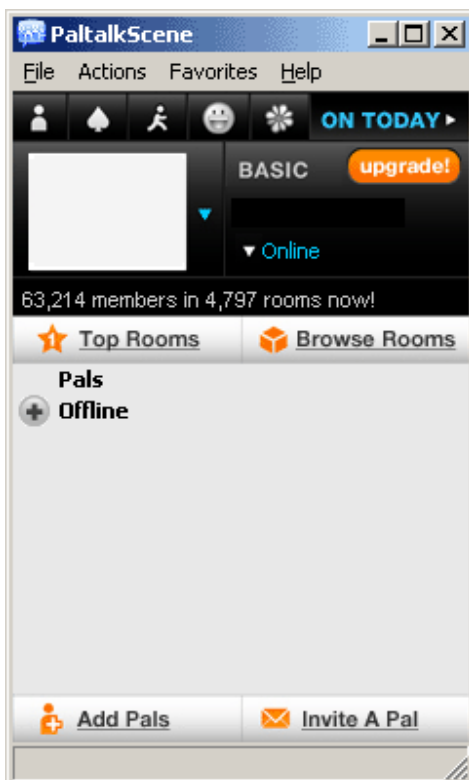 PaltalkScene
File Actions Favorites Help
ON TODAY
BASIC upgrade!
Online
63,214 members in 4,797 rooms now!
1 Top Rooms Browse Rooms
Pals
Offline
Add Pals Invite A Pal